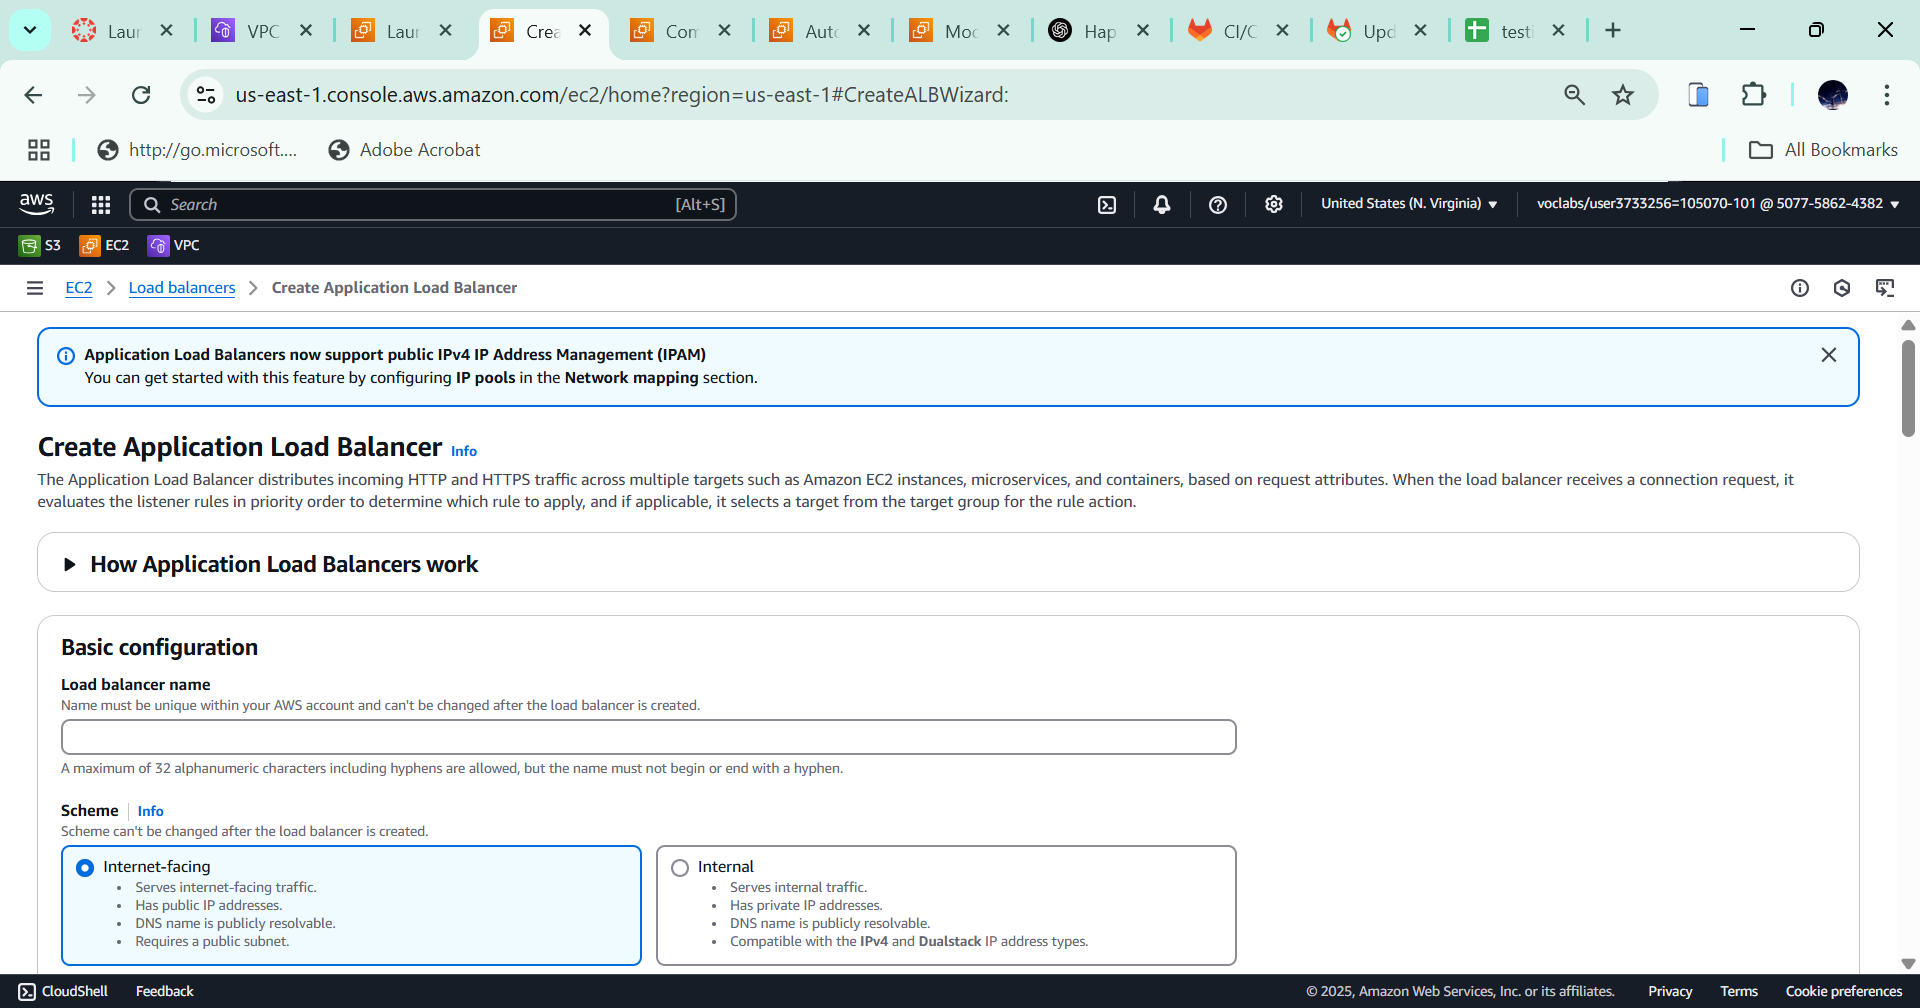 Laur
VPC
Laur
Crea
Com
Auto
Moc
Hap
CI/C
Upd
testi
us-east-1.console.aws.amazon.com/ec2/home?region=us-east-1#CreateALBWizard:
http://go.microsoft....
Adobe Acrobat
All Bookmarks
aws
Search
[Alt+S]
United States (N. Virginia)
voclabs/user3733256=105070-101 @ 5077-5862-4382
S3
EC2
VPC
EC2
Load balancers
Create Application Load Balancer
Application Load Balancers now support public IPv4 IP Address Management (IPAM)
You can get started with this feature by configuring IP pools in the Network mapping section.
Create Application Load Balancer Info
The Application Load Balancer distributes incoming HTTP and HTTPS traffic across multiple targets such as Amazon EC2 instances, microservices, and containers, based on request attributes. When the load balancer receives a connection request, it
evaluates the listener rules in priority order to determine which rule to apply, and if applicable, it selects a target from the target group for the rule action.
How Application Load Balancers work
Basic configuration
Load balancer name
Name must be unique within your AWS account and can't be changed after the load balancer is created.
A maximum of 32 alphanumeric characters including hyphens are allowed, but the name must not begin or end with a hyphen.
Scheme Info
Scheme can't be changed after the load balancer is created.
Internet-facing
• Serves internet-facing traffic.
• Has public IP addresses.
• DNS name is publicly resolvable.
• Requires a public subnet.
Internal
• Serves internal traffic.
• Has private IP addresses.
• DNS name is publicly resolvable.
• Compatible with the IPv4 and Dualstack IP address types.
CloudShell
Feedback
© 2025, Amazon Web Services, Inc. or its affiliates.
Privacy
Terms
Cookie preferences